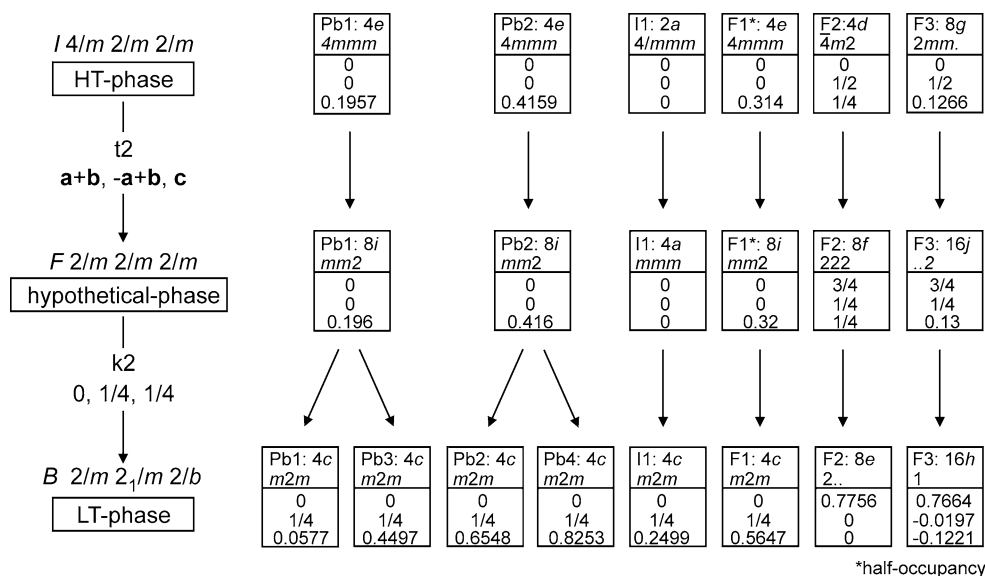 Pb1: 4e Pb2: 4e I1: 2a F1*: 4e F2:4d F3: 8g
I 4/m 2/m 2/m 4mmm 4mmm 4/mmm 4mmm 4̅m2 2mm.
HT-phase
0 0 0 0 0 0
0 0 0 0 1/2 1/2
0.1957 0.4159 0 0.314 1/4 0.1266
t2
a+b, -a+b, c
Pb1: 8i Pb2: 8i I1: 4a F1*: 8i F2: 8f F3: 16j
F 2/m 2/m 2/m mm2 mm2 mmm mm2 222 ..2
hypothetical-phase
0 0 0 0 3/4 3/4
0 0 0 0 1/4 1/4
0.196 0.416 0 0.32 1/4 0.13
k2
0, 1/4, 1/4
Pb1: 4c Pb3: 4c Pb2: 4c Pb4: 4c I1: 4c F1: 4c F2: 8e F3: 16h
B 2/m 2₁/m 2/b m2m m2m m2m m2m m2m m2m 2.. 1
LT-phase
0 0 0 0 0 0 0.7756 0.7664
1/4 1/4 1/4 1/4 1/4 1/4 0 -0.0197
0.0577 0.4497 0.6548 0.8253 0.2499 0.5647 0 -0.1221
*half-occupancy